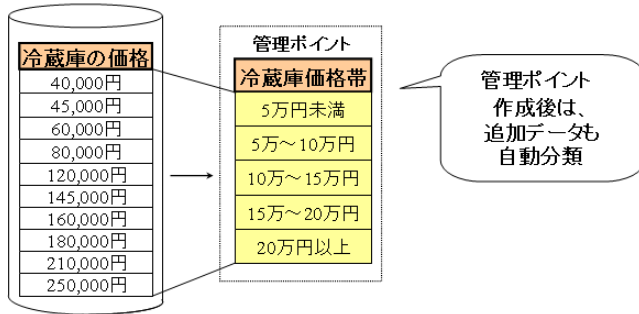 冷蔵庫の価格
40,000円
45,000円
60,000円
80,000円
120,000円
145,000円
160,000円
180,000円
210,000円
250,000円
管理ポイント
冷蔵庫価格帯
5万円未満
5万～10万円
10万～15万円
15万～20万円
20万円以上
管理ポイント
作成後は、
追加データも
自動分類